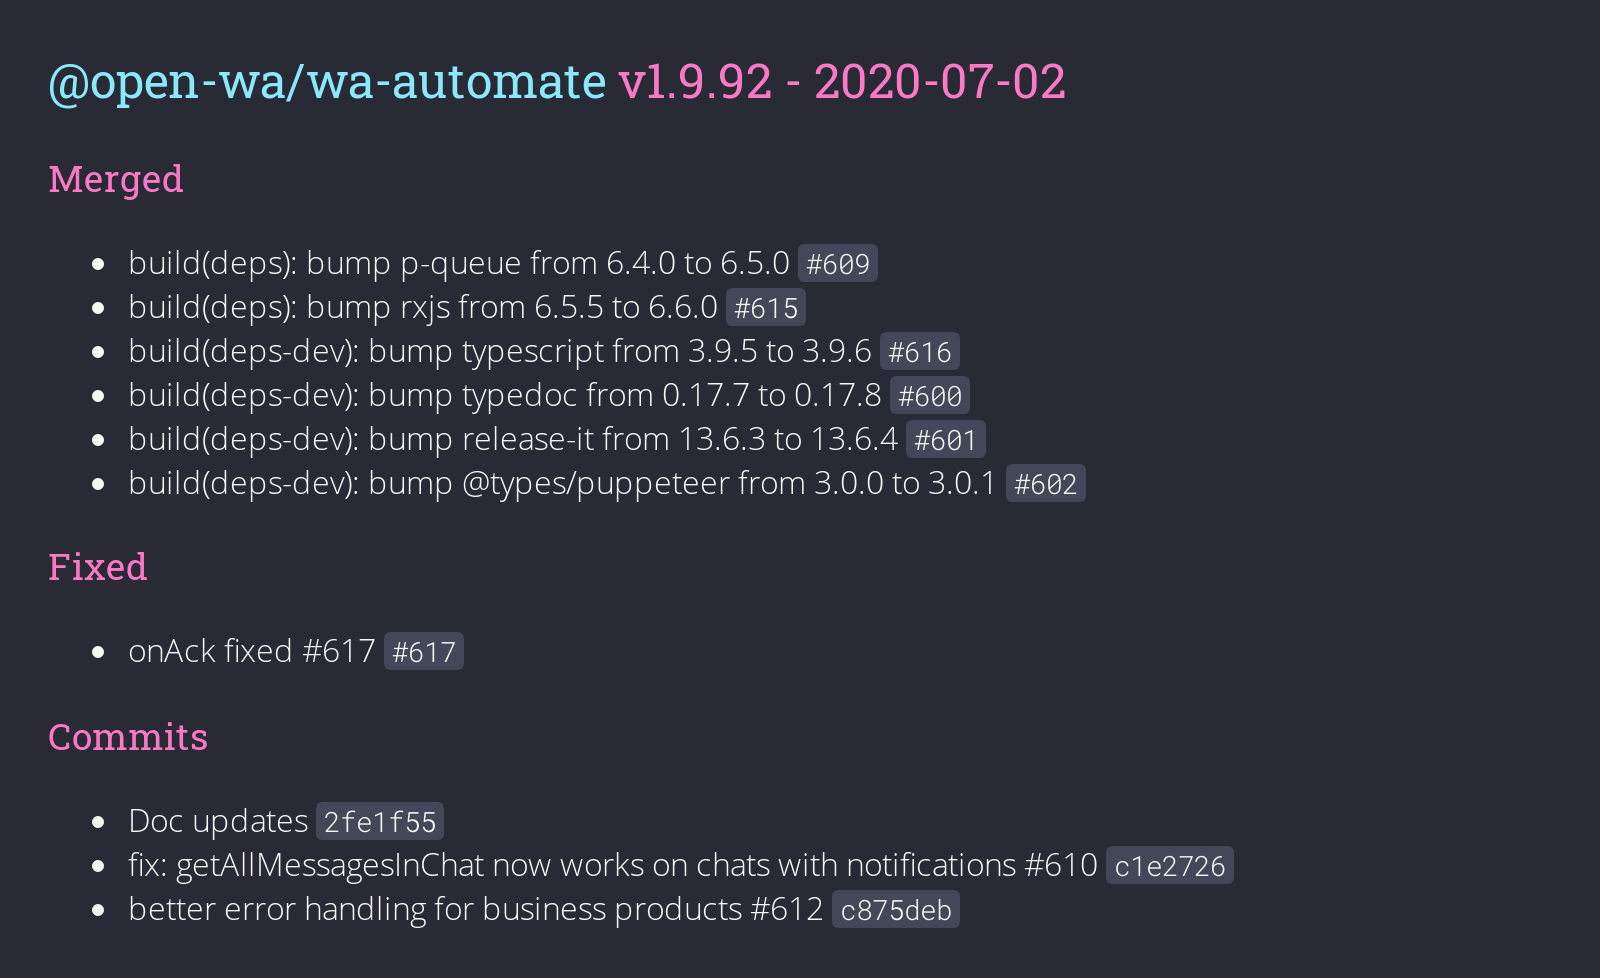 @open-wa/wa-automate v1.9.92 - 2020-07-02
Merged
build(deps): bump p-queue from 6.4.0 to 6.5.0 #609
build(deps): bump rxjs from 6.5.5 to 6.6.0 #615
build(deps-dev): bump typescript from 3.9.5 to 3.9.6 #616
build(deps-dev): bump typedoc from 0.17.7 to 0.17.8 #600
build(deps-dev): bump release-it from 13.6.3 to 13.6.4 #601
build(deps-dev): bump @types/puppeteer from 3.0.0 to 3.0.1 #602
Fixed
onAck fixed #617 #617
Commits
Doc updates 2fe1f55
fix: getAllMessagesInChat now works on chats with notifications #610 c1e2726
better error handling for business products #612 c875deb